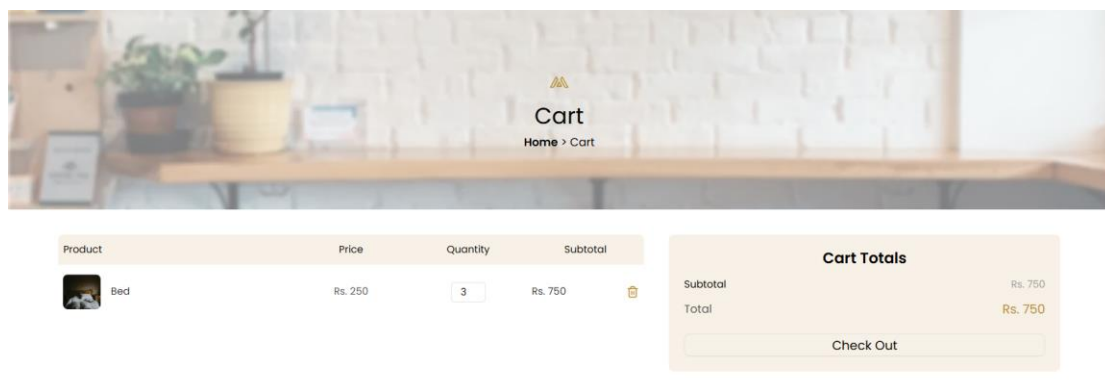 Cart
Home > Cart
Product Price Quantity Subtotal
Bed Rs. 250 3 Rs. 750
Cart Totals
Subtotal Rs. 750
Total Rs. 750
Check Out